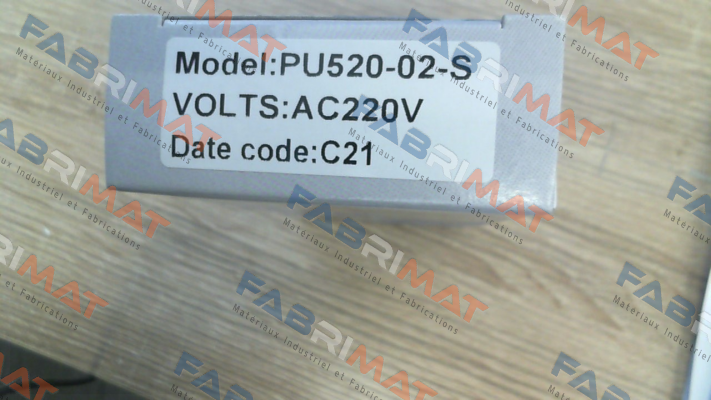 Model:PU520-02-S
VOLTS:AC220V
Date code:C21
FABRIMAT
Matériaux Industriel et Fabrications